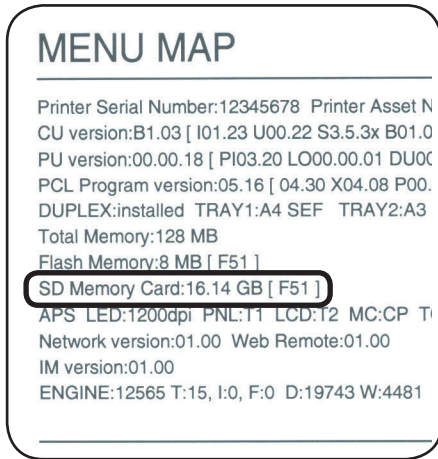 MENU MAP
Printer Serial Number:12345678 Printer Asset
CU version:B1.03 [ I01.23 U00.22 S3.5.3x B01.0
PU version:00.00.18 [ PI03.20 LO00.00.01 DU00
PCL Program version:05.16 [ 04.30 X04.08 P00.
DUPLEX:installed TRAY1:A4 SEF TRAY2:A3
Total Memory:128 MB
Flash Memory:8 MB [ F51 ]
SD Memory Card:16.14 GB [ F51 ]
APS LED:1200dpi PNL:T1 LCD:T2 MC:CP
Network version:01.00 Web Remote:01.00
IM version:01.00
ENGINE:12565 T:15, I:0, F:0 D:19743 W:4481